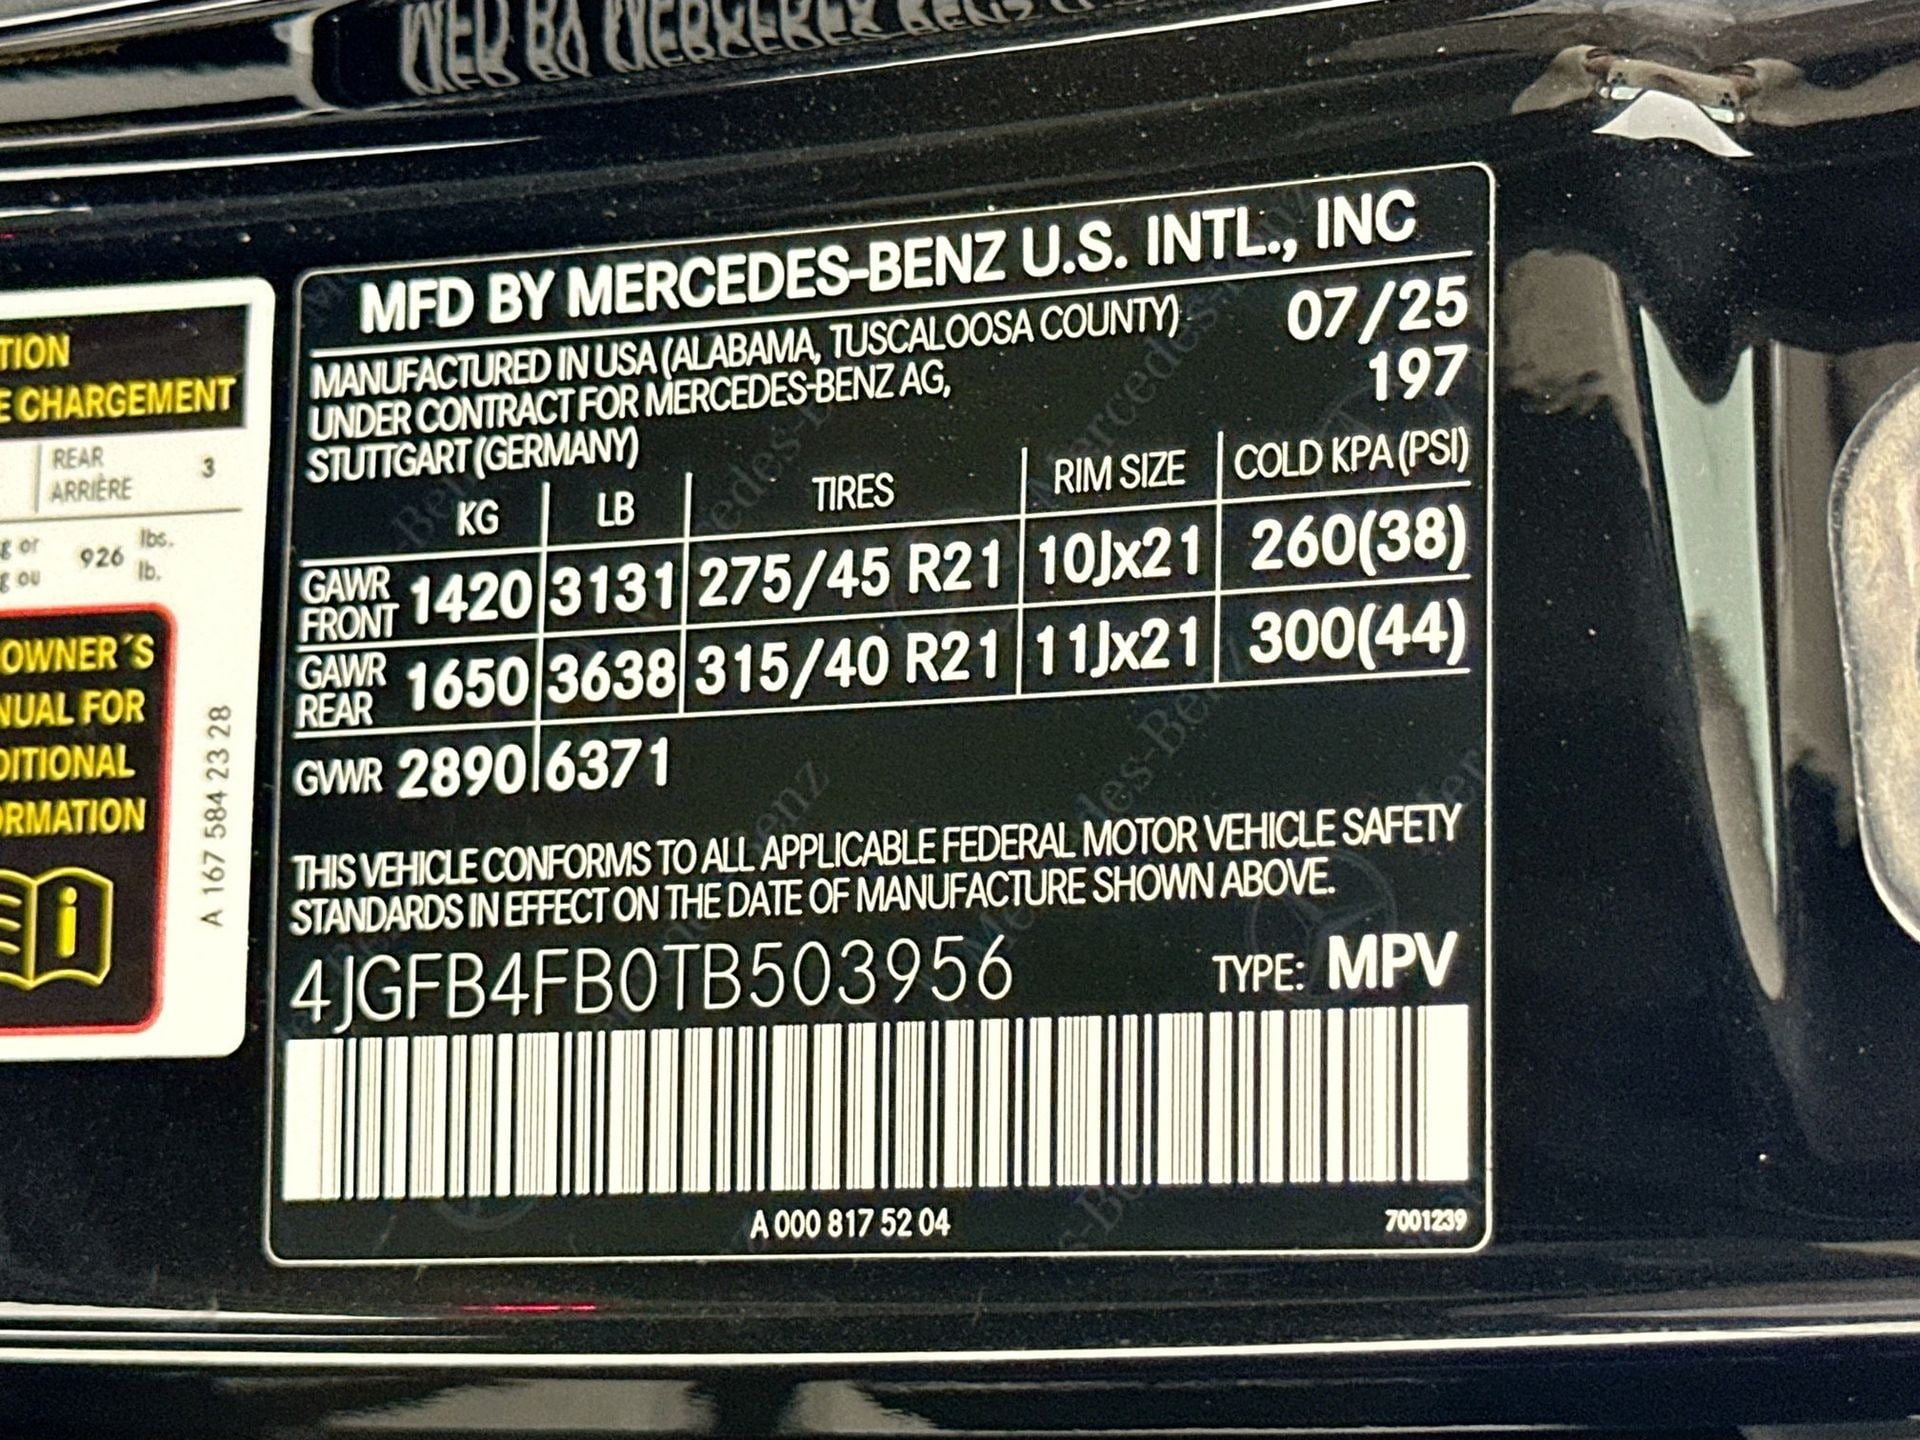 TION
E CHARGEMENT
REAR
ARRIÈRE 3
g or 926 lbs.
g ou lb.
OWNER´S
NUAL FOR
DITIONAL
ORMATION
A 167 584 23 28
MFD BY MERCEDES-BENZ U.S. INTL., INC
MANUFACTURED IN USA (ALABAMA, TUSCALOOSA COUNTY) 07/25
UNDER CONTRACT FOR MERCEDES-BENZ AG, 197
STUTTGART (GERMANY)
KG LB TIRES RIM SIZE COLD KPA (PSI)
GAWR FRONT 1420 3131 275/45 R21 10Jx21 260(38)
GAWR REAR 1650 3638 315/40 R21 11Jx21 300(44)
GVWR 2890 6371
THIS VEHICLE CONFORMS TO ALL APPLICABLE FEDERAL MOTOR VEHICLE SAFETY
STANDARDS IN EFFECT ON THE DATE OF MANUFACTURE SHOWN ABOVE.
4JGFB4FB0TB503956 TYPE: MPV
A 000 817 52 04 7001239